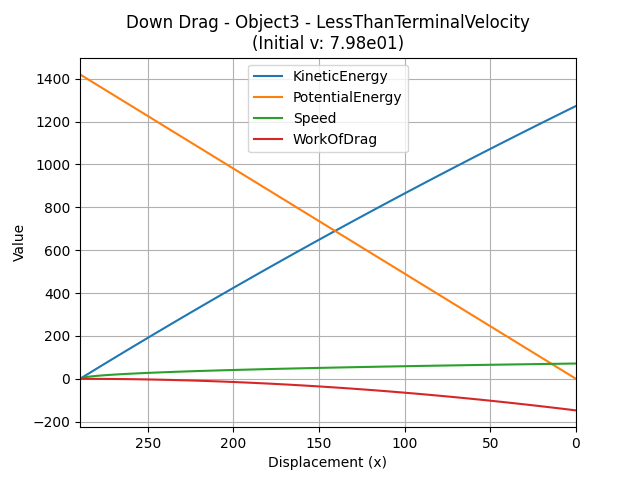 Down Drag - Object3 - LessThanTerminalVelocity
(Initial v: 7.98e01)
KineticEnergy
PotentialEnergy
Speed
WorkOfDrag
Value
1400
1200
1000
800
600
400
200
0
−200
250
200
150
100
50
0
Displacement (x)